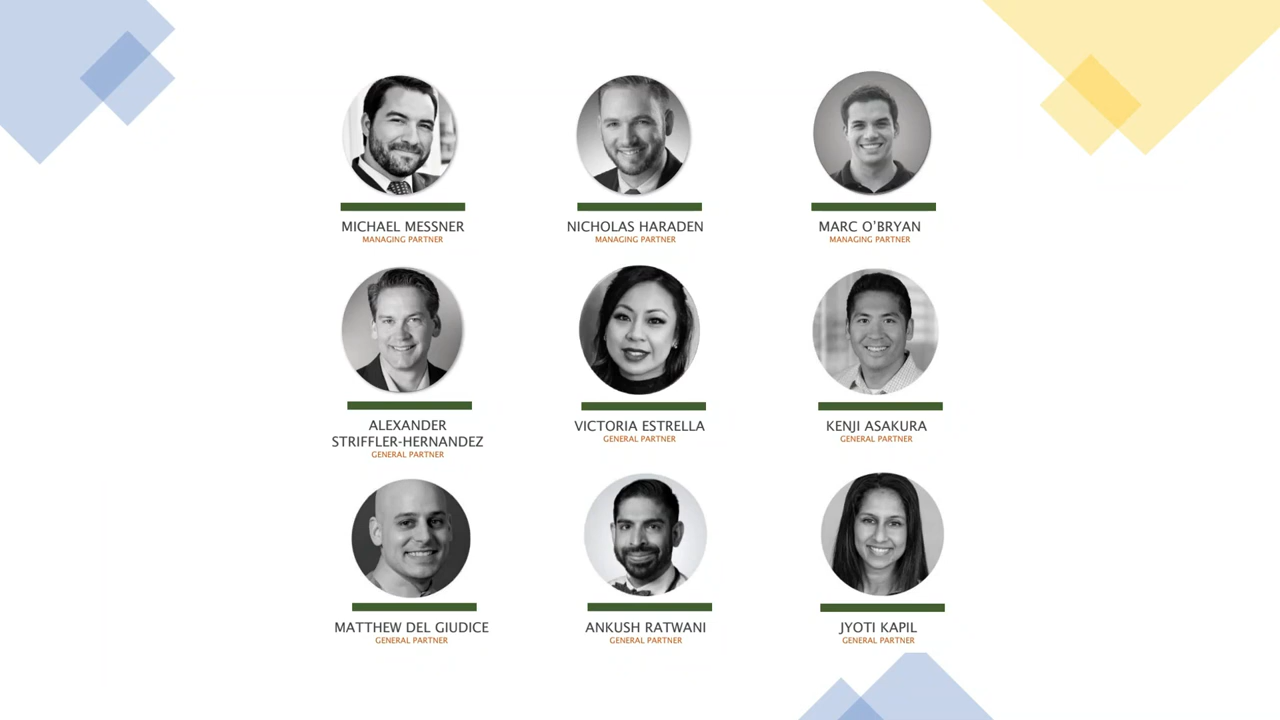 MICHAEL MESSNER
MANAGING PARTNER
NICHOLAS HARADEN
MANAGING PARTNER
MARC O'BRYAN
MANAGING PARTNER
ALEXANDER
STRIFFLER-HERNANDEZ
GENERAL PARTNER
VICTORIA ESTRELLA
GENERAL PARTNER
KENJI ASAKURA
GENERAL PARTNER
MATTHEW DEL GIUDICE
GENERAL PARTNER
ANKUSH RATWANI
GENERAL PARTNER
JYOTI KAPIL
GENERAL PARTNER